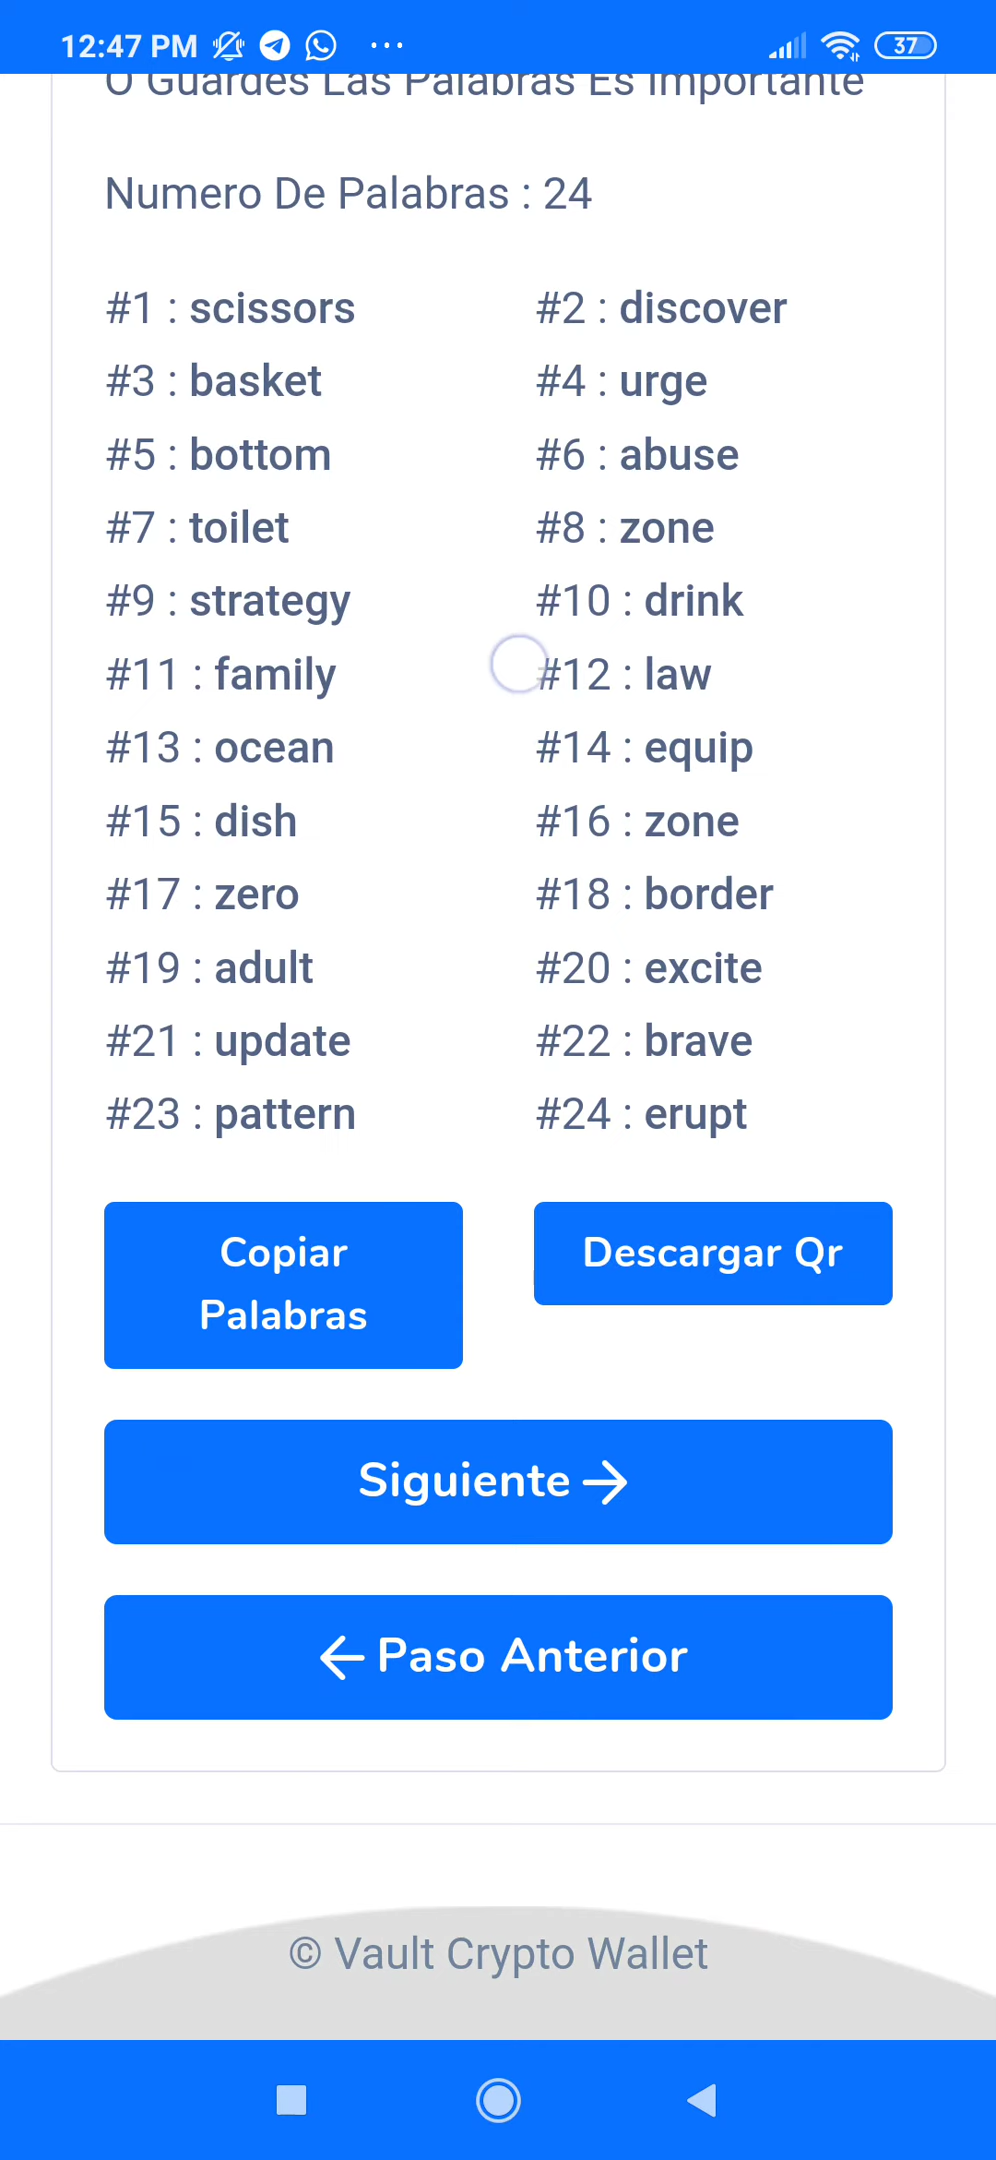 12:47 PM ... 37
O Guardes Las Palabras Es Importante
Numero De Palabras : 24
#1 : scissors #2 : discover
#3 : basket #4 : urge
#5 : bottom #6 : abuse
#7 : toilet #8 : zone
#9 : strategy #10 : drink
#11 : family #12 : law
#13 : ocean #14 : equip
#15 : dish #16 : zone
#17 : zero #18 : border
#19 : adult #20 : excite
#21 : update #22 : brave
#23 : pattern #24 : erupt
Copiar
Palabras
Descargar Qr
Siguiente →
← Paso Anterior
© Vault Crypto Wallet